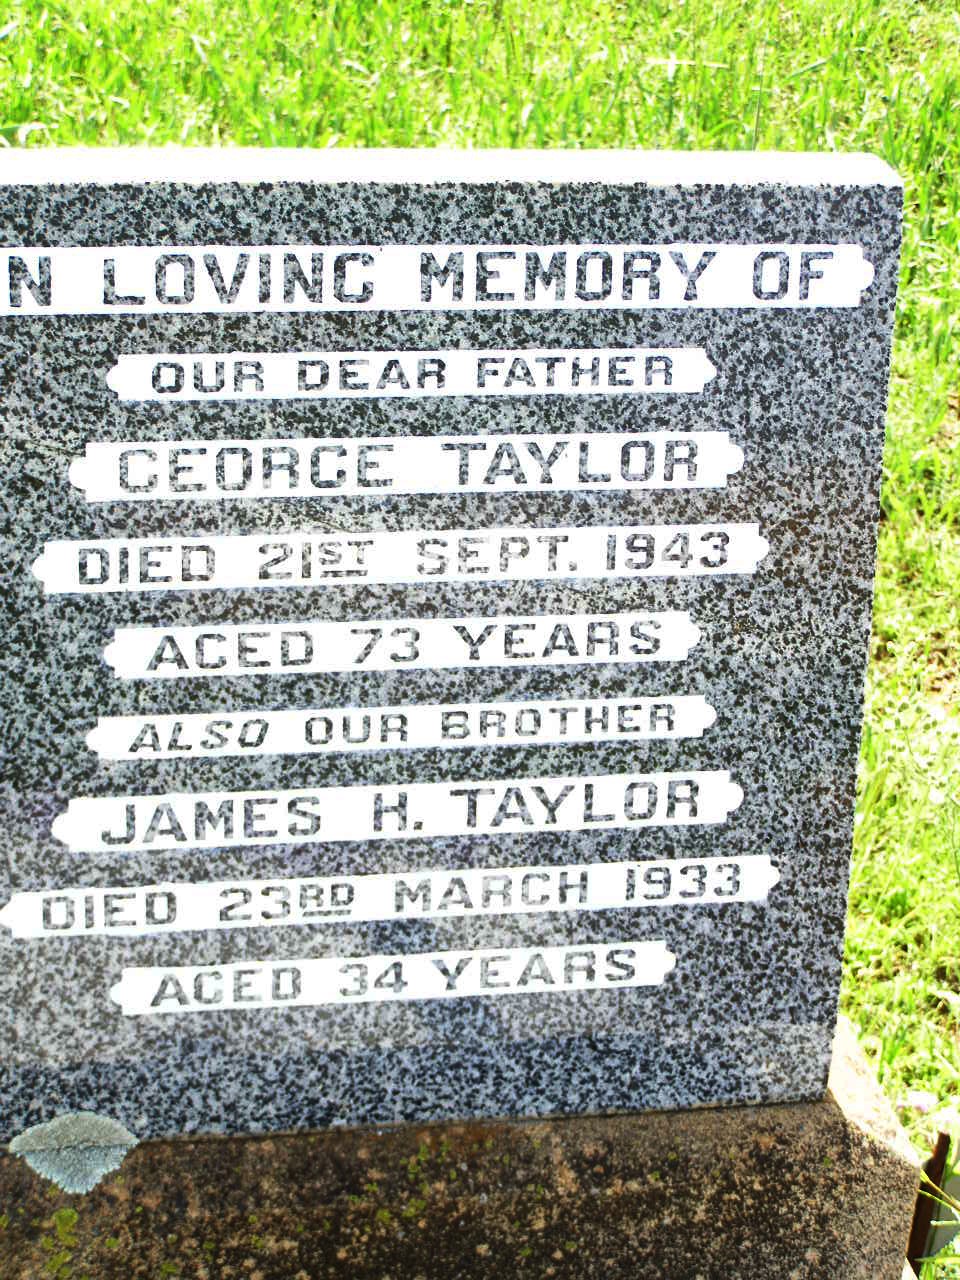 N LOVING MEMORY OF
OUR DEAR FATHER
GEORGE TAYLOR
DIED 21ST SEPT. 1943
AGED 73 YEARS
ALSO OUR BROTHER
JAMES H. TAYLOR
DIED 23RD MARCH 1933
AGED 34 YEARS